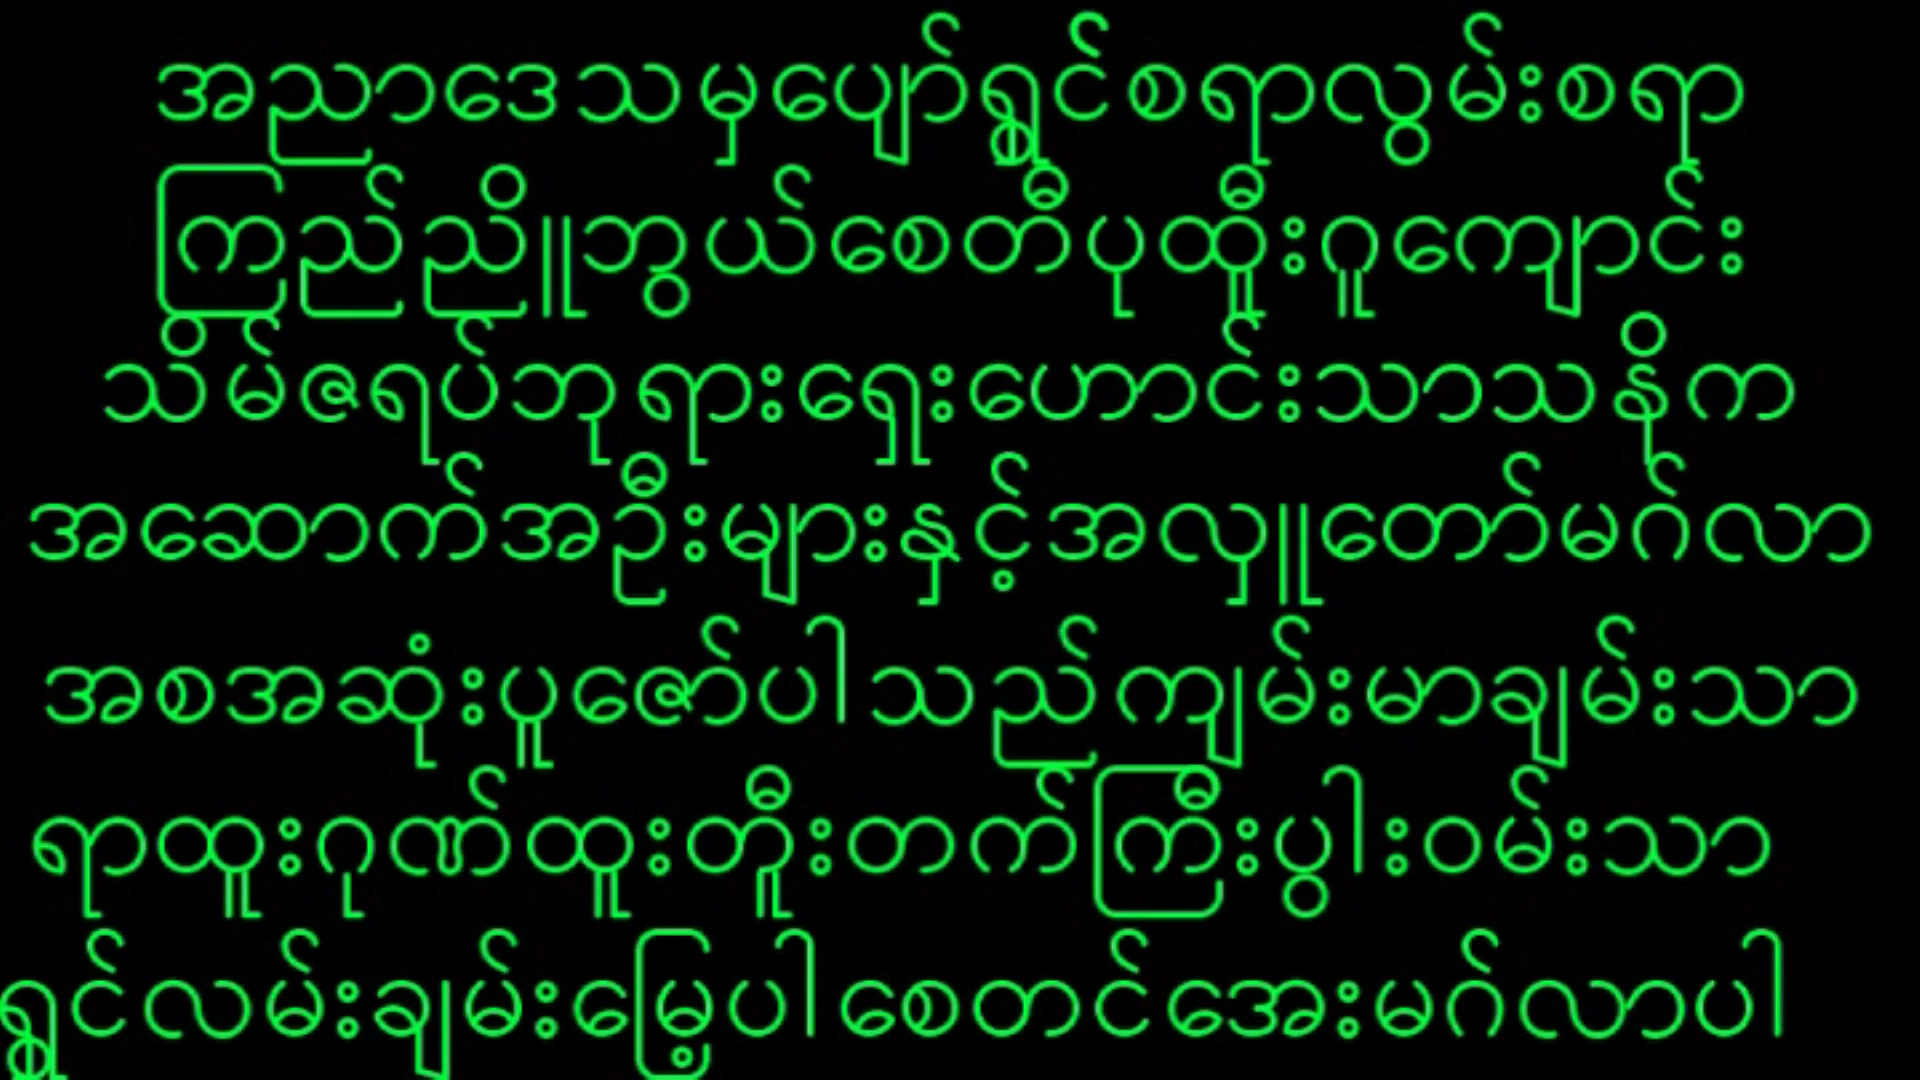 အညာဒေသမှပျော်ရွှင်စရာလွမ်းစရာ
ကြည်ညိူဘွယ်စေတီပုထိူးဂူကျောင်း
သိမ်ဇရပ်ဘုရားရှေးဟောင်းသာသနိုက
အဆောက်အဦးများနှင့်အလှူတော်မင်္ဂလာ
အစအဆုံးပူဇော်ပါသည်ကျမ်းမာချမ်းသာ
ရာထူးဂုဏ်ထူးတီူးတက်ကြီးပွါးဝမ်းသာ
ရွှင်လမ်းချမ်းမြေ့ပါစေတင်အေးမင်္ဂလာပါ